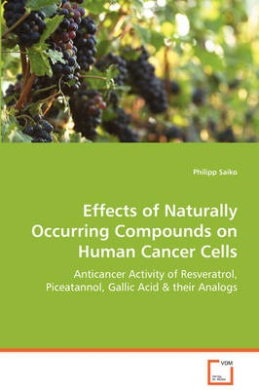 Philipp Saiko
Effects of Naturally
Occurring Compounds on
Human Cancer Cells
Anticancer Activity of Resveratrol,
Piceatannol, Gallic Acid & their Analogs
VDM